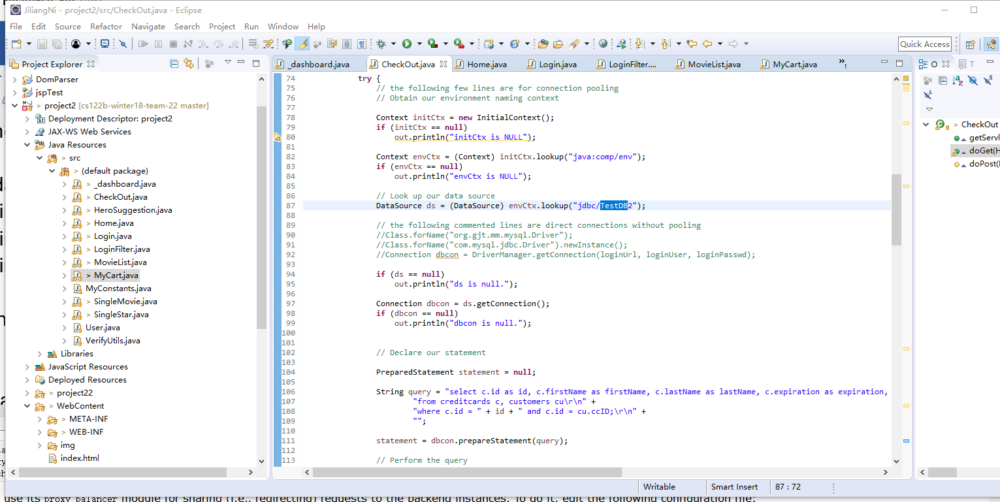 JiliangNi - project2/src/CheckOut.java - Eclipse
File Edit Source Refactor Navigate Search Project Run Window Help
Quick Access
Project Explorer
_dashboard.java CheckOut.java Home.java Login.java LoginFilter.... MovieList.java MyCart.java »1
O T
DomParser
jspTest
> project2 [cs122b-winter18-team-22 master]
Deployment Descriptor: project2
JAX-WS Web Services
Java Resources
> src
> (default package)
> _dashboard.java
> CheckOut.java
> HeroSuggestion.java
> Home.java
> Login.java
> LoginFilter.java
> MovieList.java
> MyCart.java
MyConstants.java
> SingleMovie.java
> SingleStar.java
User.java
VerifyUtils.java
Libraries
JavaScript Resources
Deployed Resources
> project22
> WebContent
> META-INF
> WEB-INF
img
index.html
74 try {
75 // the following few lines are for connection pooling
76 // Obtain our environment naming context
77
78 Context initCtx = new InitialContext();
79 if (initCtx == null)
80 out.println("initCtx is NULL");
81
82 Context envCtx = (Context) initCtx.lookup("java:comp/env");
83 if (envCtx == null)
84 out.println("envCtx is NULL");
85
86 // Look up our data source
87 DataSource ds = (DataSource) envCtx.lookup("jdbc/TestDB2");
88
89 // the following commented lines are direct connections without pooling
90 //Class.forName("org.gjt.mm.mysql.Driver");
91 //Class.forName("com.mysql.jdbc.Driver").newInstance();
92 //Connection dbcon = DriverManager.getConnection(loginUrl, loginUser, loginPasswd);
93
94 if (ds == null)
95 out.println("ds is null.");
96
97 Connection dbcon = ds.getConnection();
98 if (dbcon == null)
99 out.println("dbcon is null.");
100
101
102 // Declare our statement
103
104 PreparedStatement statement = null;
105
106 String query = "select c.id as id, c.firstName as firstName, c.lastName as lastName, c.expiration as expiration,
107 "from creditcards c, customers cu\r\n" +
108 "where c.id = " + id + " and c.id = cu.ccID;\r\n" +
109 "";
110
111 statement = dbcon.prepareStatement(query);
112
113 // Perform the query
> CheckOut
getServl
doGet(H
doPost(
Writable Smart Insert 87 : 72
use its proxy_balancer module for sharing (i.e., redirecting) requests to the backend instances. To do it, edit the following configuration file: